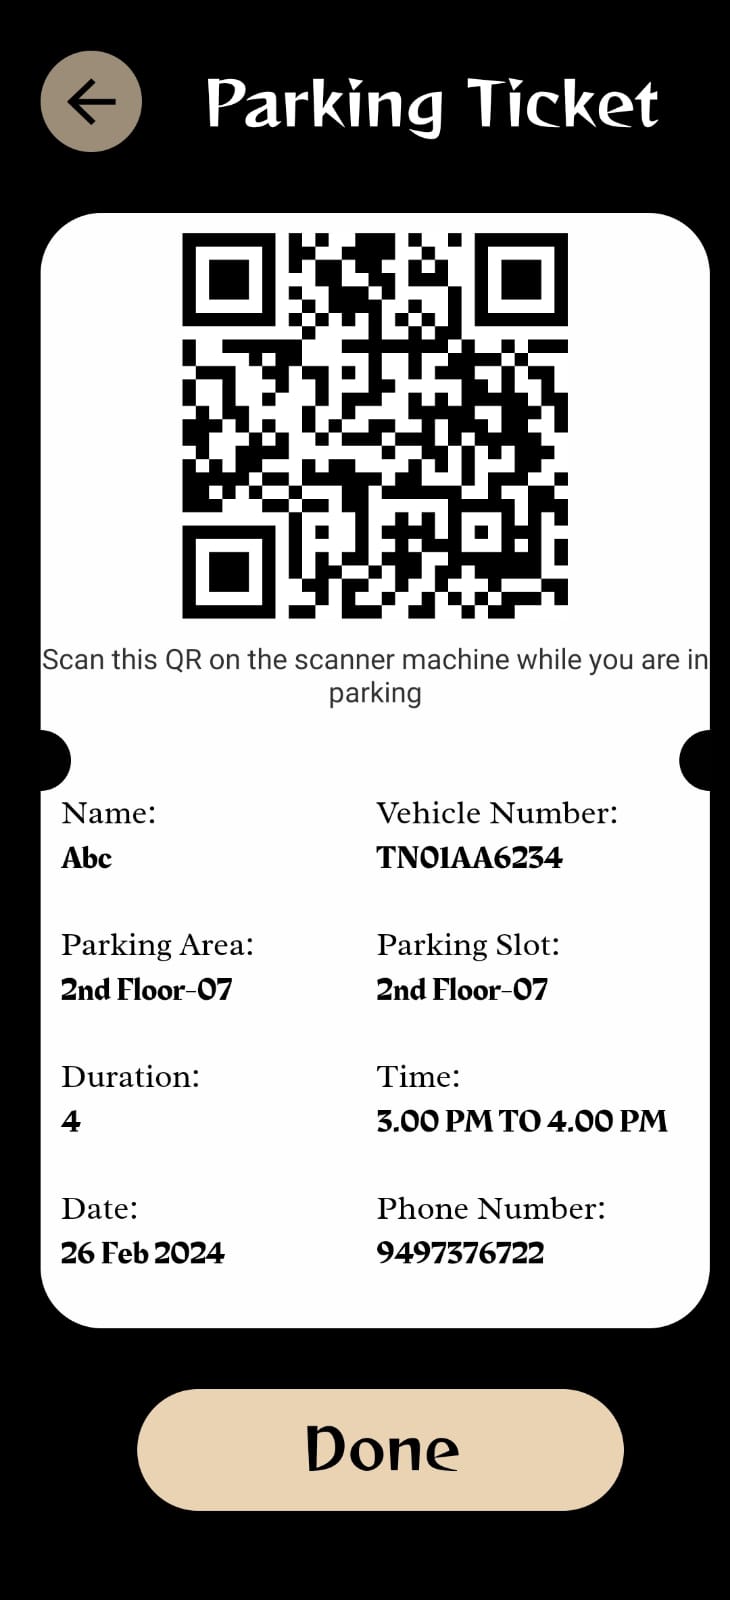 Parking Ticket
Scan this QR on the scanner machine while you are in
parking
Name:
Abc
Vehicle Number:
TN01AA6234
Parking Area:
2nd Floor-07
Parking Slot:
2nd Floor-07
Duration:
4
Time:
3.00 PM TO 4.00 PM
Date:
26 Feb 2024
Phone Number:
9497376722
Done